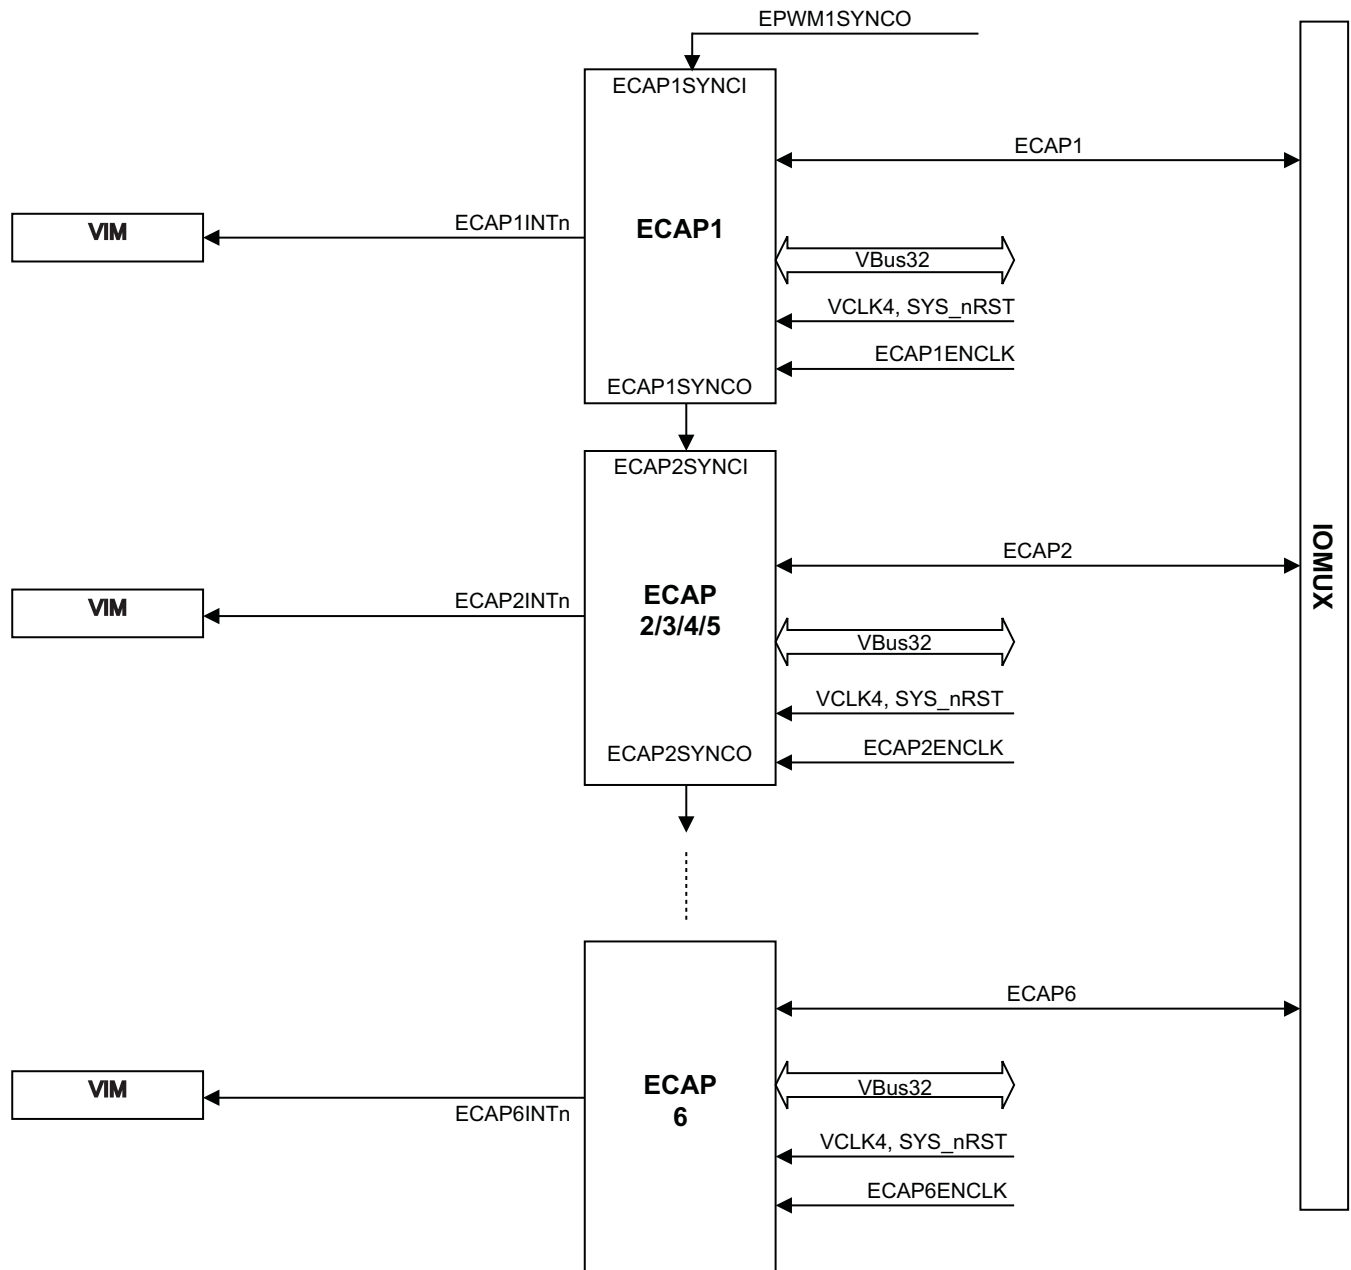 EPWM1SYNCO
ECAP1SYNCI
ECAP1
ECAP1INTn
VIM
ECAP1
VBus32
VCLK4, SYS_nRST
ECAP1ENCLK
ECAP1SYNCO
ECAP2SYNCI
ECAP2
IOMUX
ECAP2INTn
VIM
ECAP
2/3/4/5
VBus32
VCLK4, SYS_nRST
ECAP2SYNCO
ECAP2ENCLK
ECAP6
VIM
ECAP6INTn
ECAP
6
VBus32
VCLK4, SYS_nRST
ECAP6ENCLK